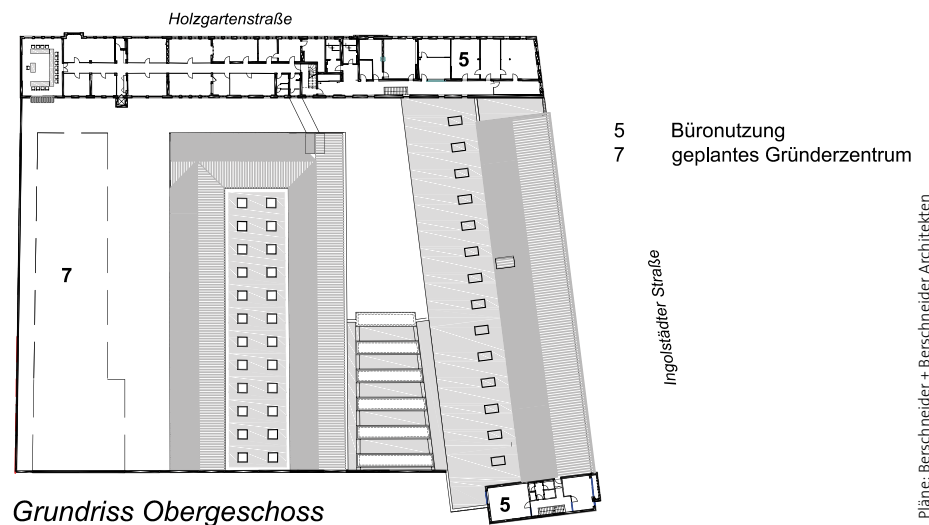 Holzgartenstraße
5
5 Büronutzung
7 geplantes Gründerzentrum
7
Ingolstädter Straße
Pläne: Berschneider + Berschneider Architekten
5
Grundriss Obergeschoss